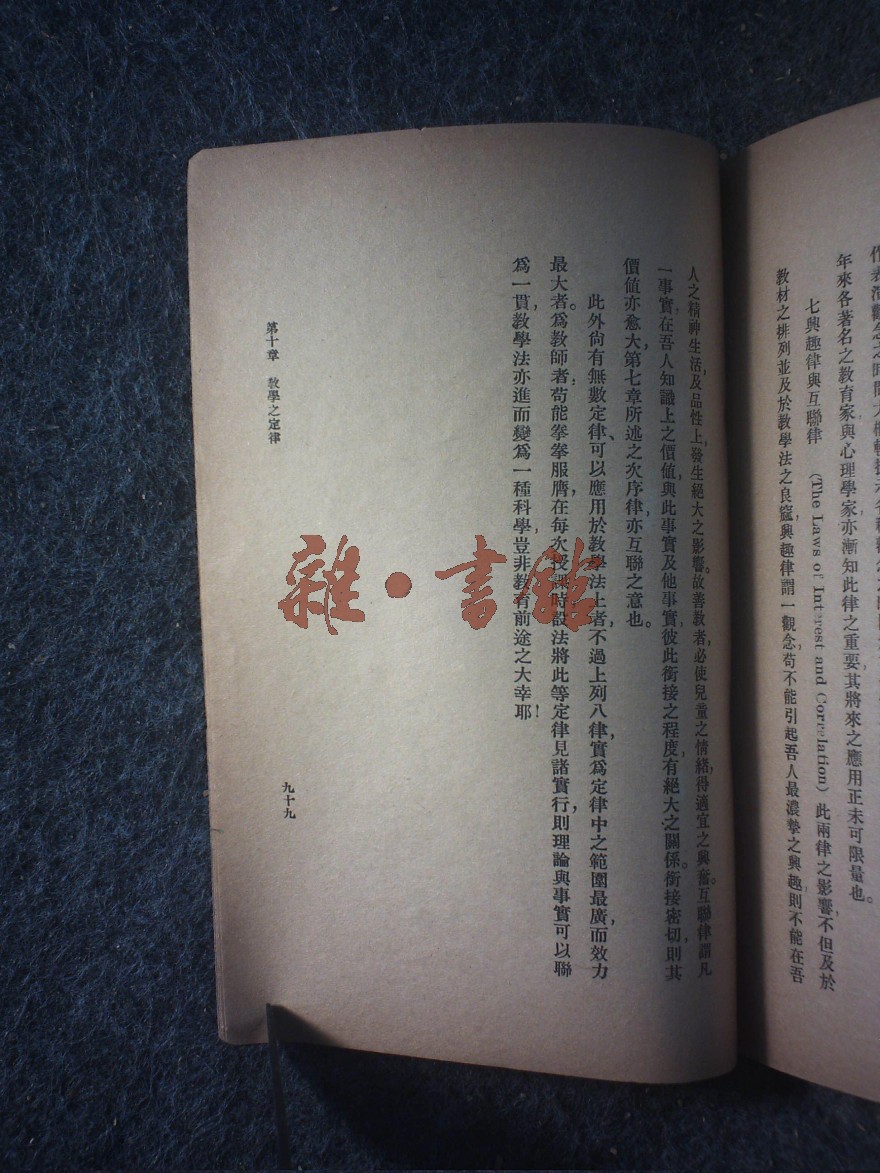 年來各著名之教育家與心理學家亦漸知此律之重要,其將來之應用正未可限量也。
七 興趣律與互聯律 (The Laws of Interest and Correlation) 此兩律之影響不但及於
教材之排列並及於教學法之良窳,興趣律謂一觀念苟不能引起吾人最濃摯之興趣,則不能在吾
人之精神生活,及品性上,發生絕大之影響。故善教者,必使兒童之情緒,得適宜之興奮。互聯律謂凡
一事實,在吾人知識上之價値,與此事實及他事實,彼此銜接之程度,有絕大之關係。銜接密切,則其
價値亦愈大,第七章所述之次序律,亦互聯之意也。
此外尙有無數定律、可以應用於教學法上者,不過上列八律,實爲定律中之範圍最廣,而效力
最大者。爲教師者,苟能拳拳服膺,在每次授課時,設法將此等定律見諸實行,則理論與事實可以聯
爲一貫,教學法亦進而變爲一種科學,豈非教育前途之大幸耶!
第十章 教學之定律
九十九
雜·書館